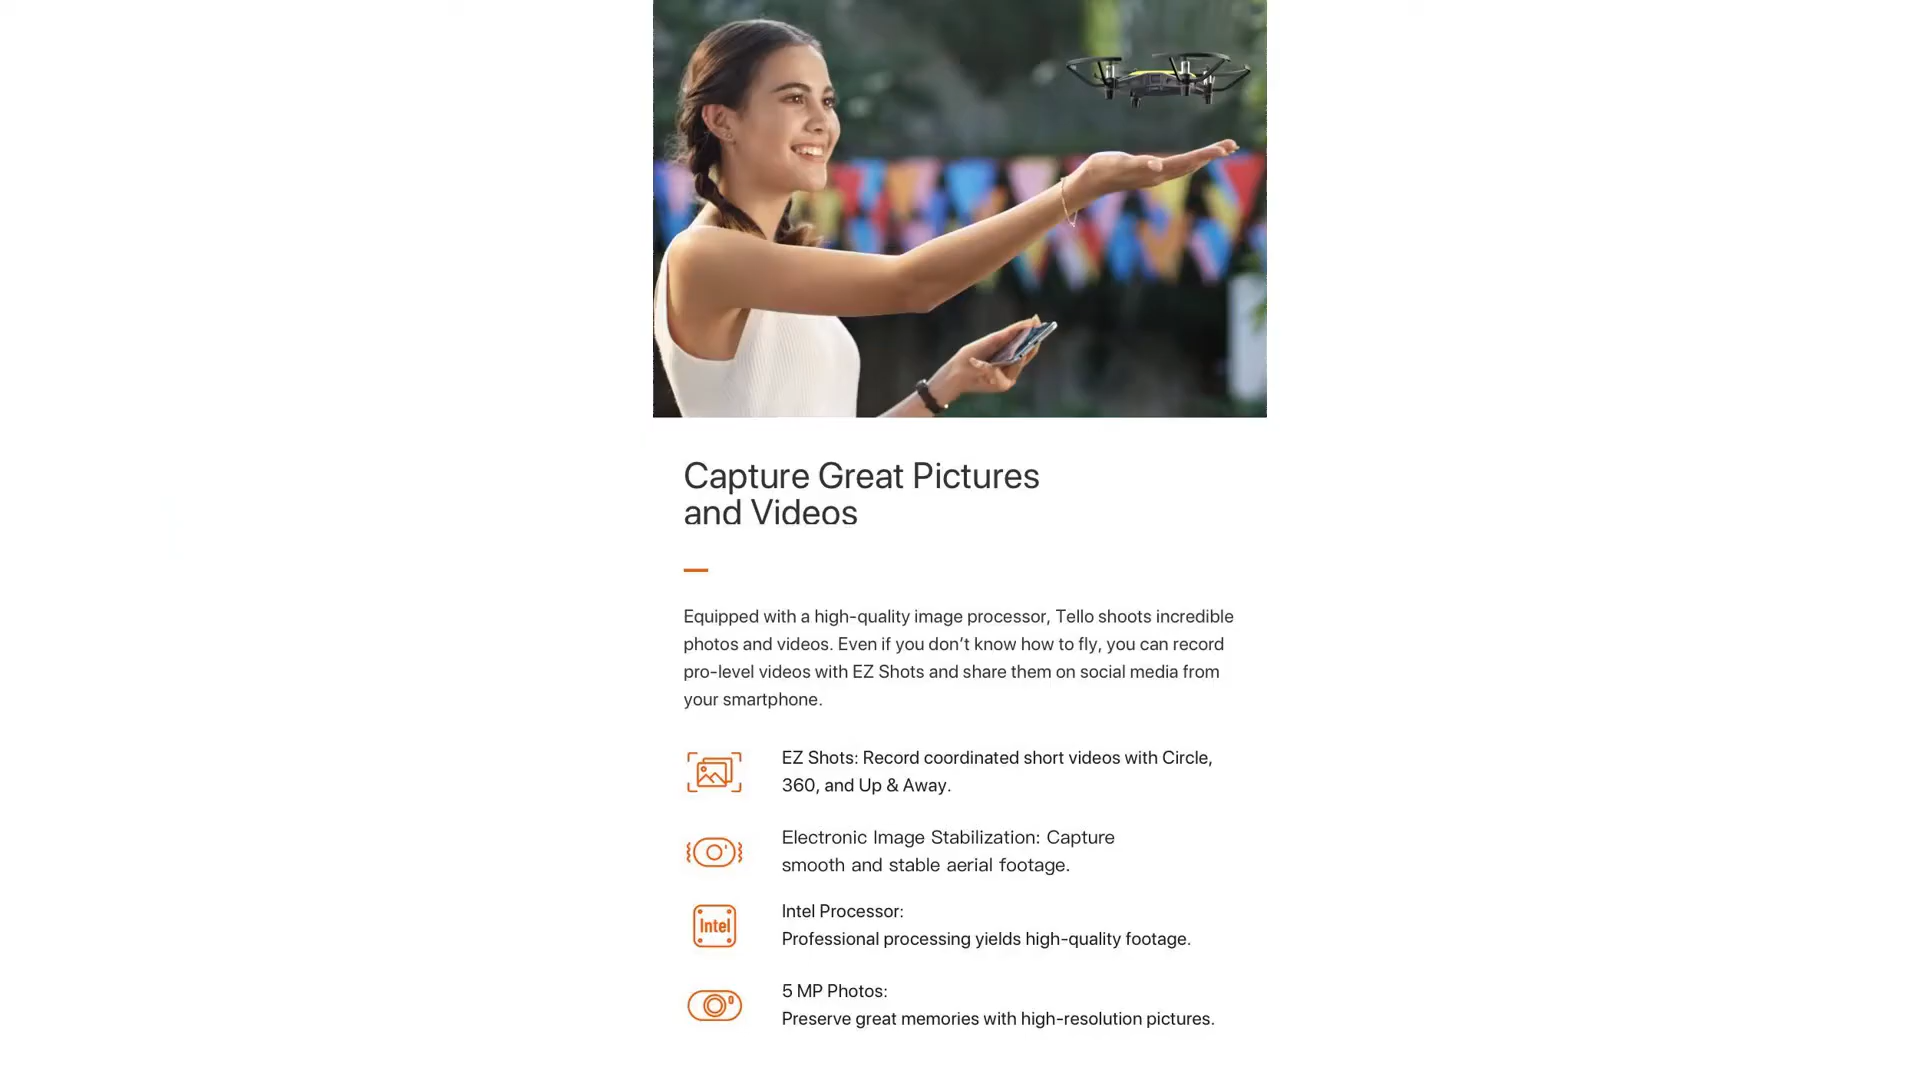 Capture Great Pictures
and Videos
Equipped with a high-quality image processor, Tello shoots incredible
photos and videos. Even if you don’t know how to fly, you can record
pro-level videos with EZ Shots and share them on social media from
your smartphone.
EZ Shots: Record coordinated short videos with Circle,
360, and Up & Away.
Electronic Image Stabilization: Capture
smooth and stable aerial footage.
Intel
Intel Processor:
Professional processing yields high-quality footage.
5 MP Photos:
Preserve great memories with high-resolution pictures.